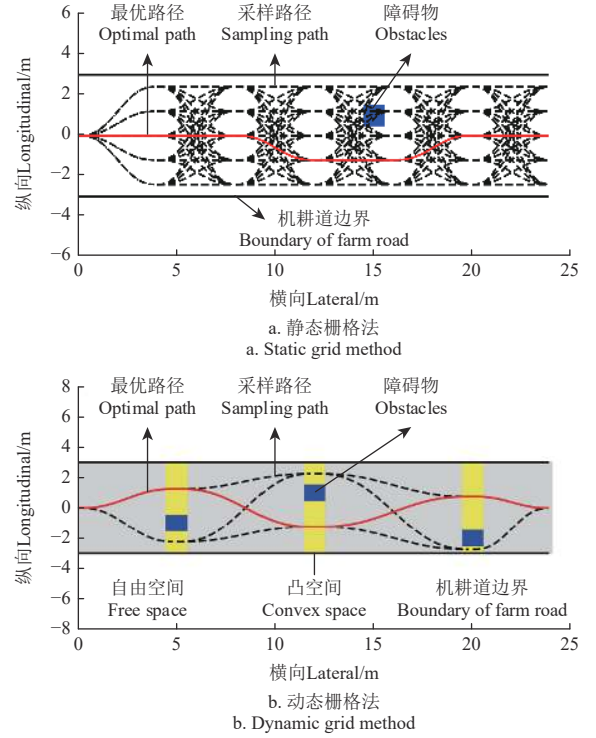 最优路径 采样路径 障碍物
Optimal path Sampling path Obstacles
6
4
2
0
−2
−4
−6
纵向Longitudinal/m
机耕道边界
Boundary of farm road
0 5 10 15 20 25
横向Lateral/m
a. 静态栅格法
a. Static grid method
最优路径 采样路径 障碍物
Optimal path Sampling path Obstacles
8
6
4
2
0
−2
−4
−6
−8
纵向Longitudinal/m
自由空间 凸空间 机耕道边界
Free space Convex space Boundary of farm road
0 5 10 15 20 25
横向Lateral/m
b. 动态栅格法
b. Dynamic grid method